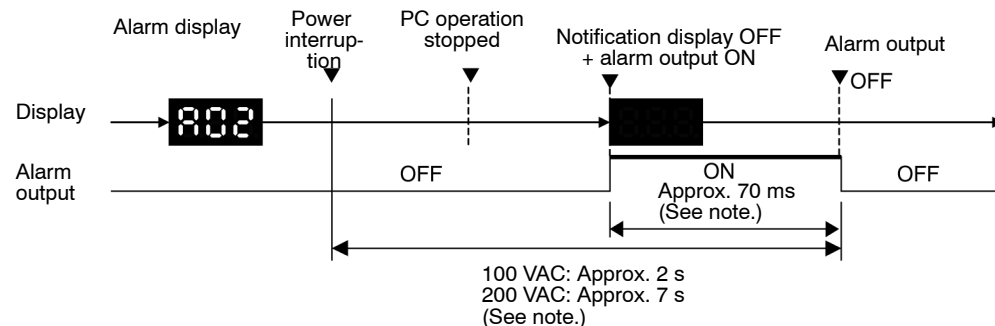 Alarm display
Power
interrup-
tion
PC operation
stopped
Notification display OFF
+ alarm output ON
Alarm output
OFF
Display
A02
Alarm
output
OFF
ON
OFF
Approx. 70 ms
(See note.)
100 VAC: Approx. 2 s
200 VAC: Approx. 7 s
(See note.)